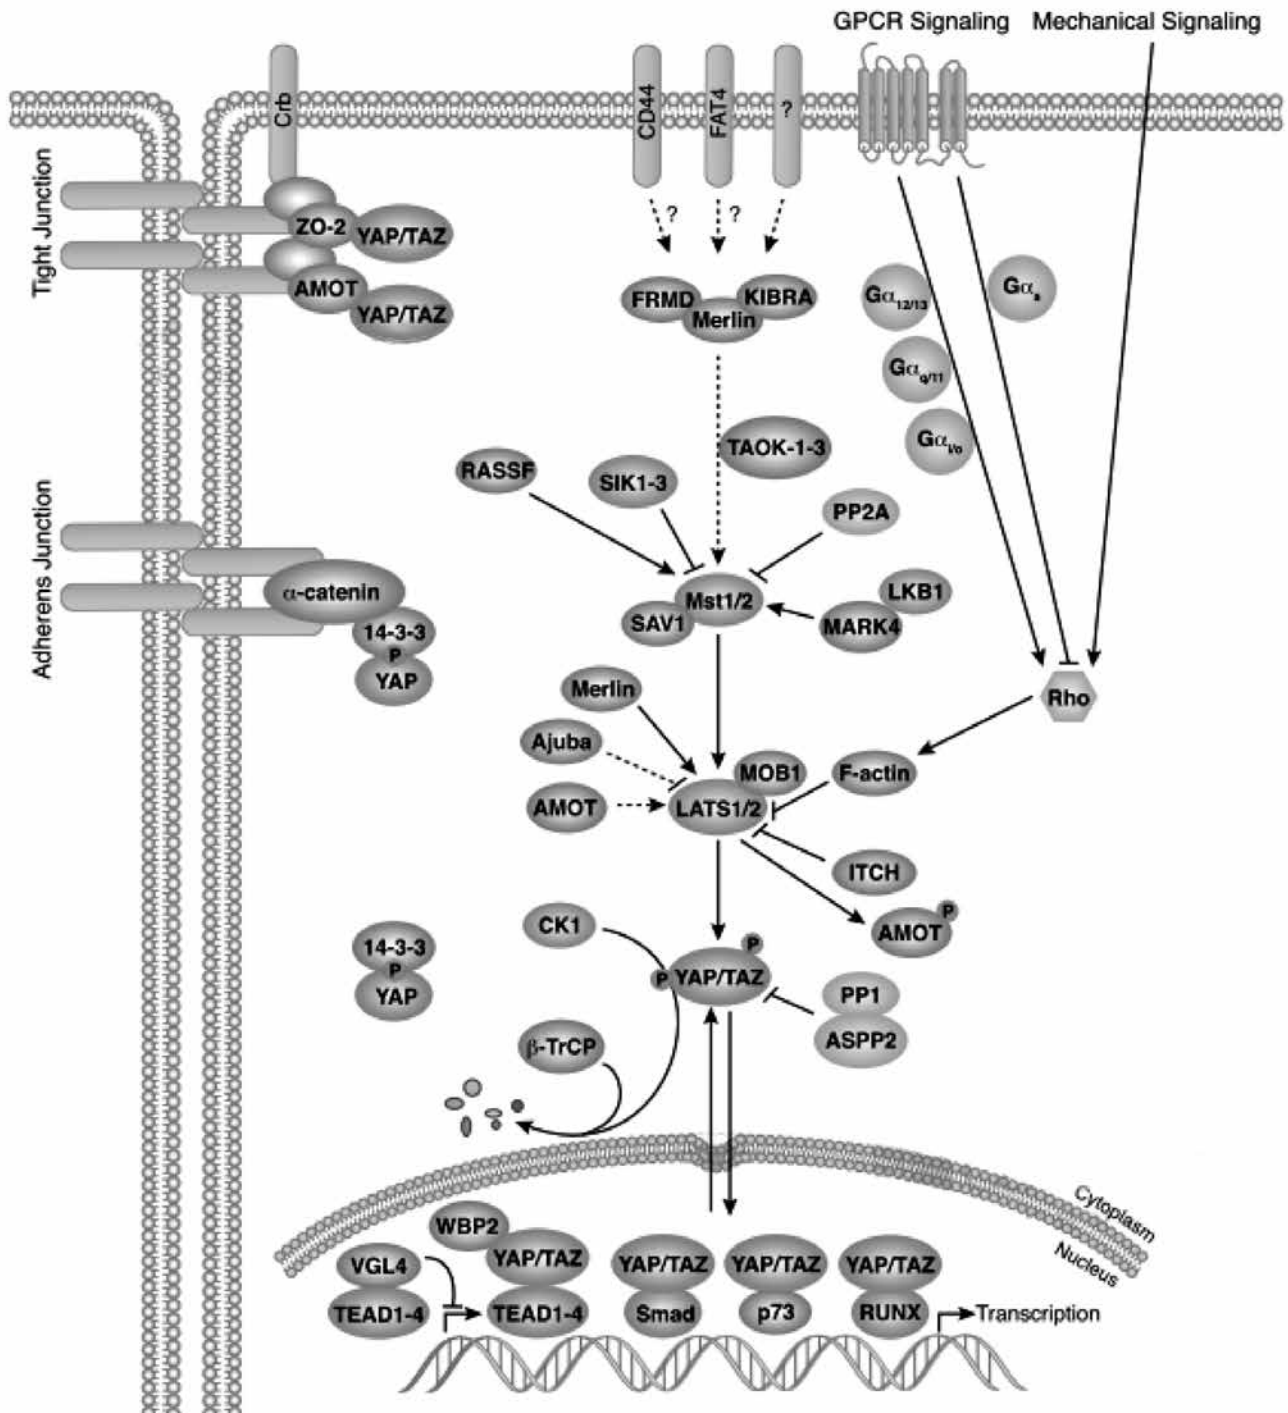 GPCR Signaling
Mechanical Signaling
Crb
CD44
FAT4
?
Tight Junction
ZO-2
YAP/TAZ
AMOT
YAP/TAZ
?
?
FRMD
KIBRA
Merlin
Gα12/13
Gαs
Gαq/11
Gαi/o
TAOK-1-3
RASSF
SIK1-3
PP2A
Adherens Junction
α-catenin
14-3-3
P
YAP
Mst1/2
SAV1
LKB1
MARK4
Merlin
Rho
Ajuba
MOB1
F-actin
AMOT
LATS1/2
ITCH
CK1
P
AMOT
14-3-3
P
YAP
P
P
YAP/TAZ
PP1
ASPP2
β-TrCP
Cytoplasm
Nucleus
WBP2
YAP/TAZ
VGL4
TEAD1-4
TEAD1-4
YAP/TAZ
Smad
YAP/TAZ
p73
YAP/TAZ
RUNX
Transcription